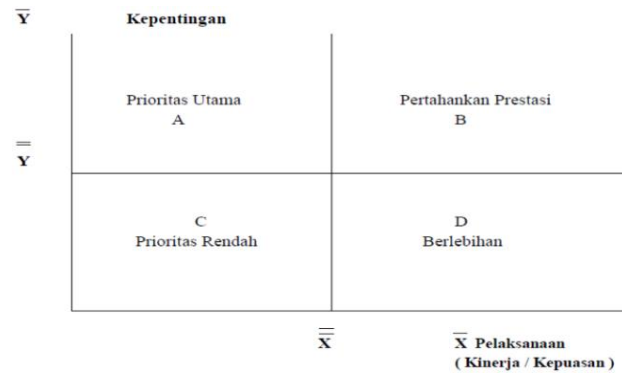 Y̅ Kepentingan
Prioritas Utama Pertahankan Prestasi
A B
Y̿
C D
Prioritas Rendah Berlebihan
X̿ X̅ Pelaksanaan
( Kinerja / Kepuasan )